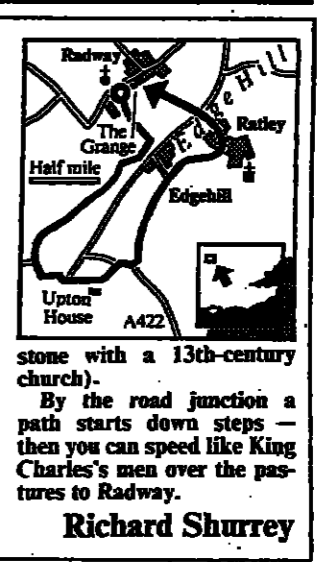 Radway
The
Grange
Edge Hill
Ratley
Half mile
Edgehill
Upton
House
A422
stone with a 13th-century
church).
By the road junction a
path starts down steps —
then you can speed like King
Charles's men over the pas-
tures to Radway.
Richard Shurrey